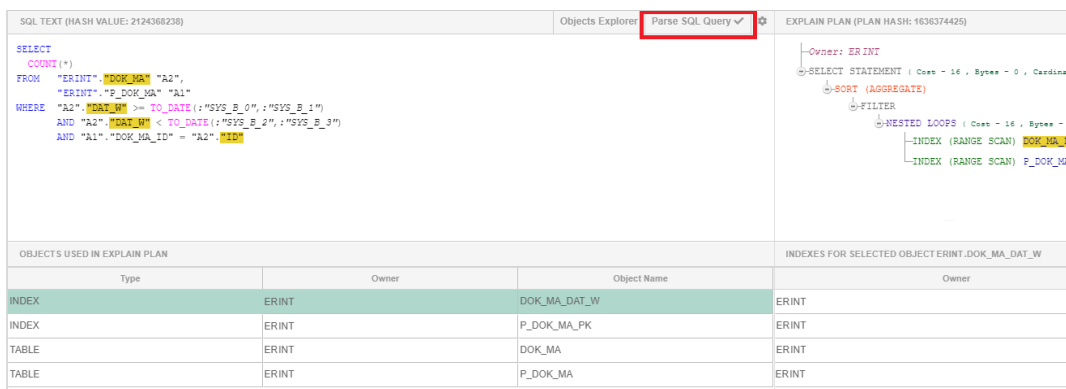 SQL TEXT (HASH VALUE: 2124368238)
Objects Explorer
Parse SQL Query ✓
EXPLAIN PLAN (PLAN HASH: 1636374425)
SELECT
COUNT(*)
FROM "ERINT"."DOK_MA" "A2",
"ERINT"."P_DOK_MA" "A1"
WHERE "A2"."DAT_W" >= TO_DATE(:"SYS_B_0",:"SYS_B_1")
AND "A2"."DAT_W" < TO_DATE(:"SYS_B_2",:"SYS_B_3")
AND "A1"."DOK_MA_ID" = "A2"."ID"
Owner: ERINT
SELECT STATEMENT ( Cost - 16 , Bytes - 0 , Cardina
SORT (AGGREGATE)
FILTER
NESTED LOOPS ( Cost - 16 , Bytes -
INDEX (RANGE SCAN) DOK_MA_
INDEX (RANGE SCAN) P_DOK_M
OBJECTS USED IN EXPLAIN PLAN
Type Owner Object Name
INDEX ERINT DOK_MA_DAT_W
INDEX ERINT P_DOK_MA_PK
TABLE ERINT DOK_MA
TABLE ERINT P_DOK_MA
INDEXES FOR SELECTED OBJECT ERINT.DOK_MA_DAT_W
Owner
ERINT
ERINT
ERINT
ERINT